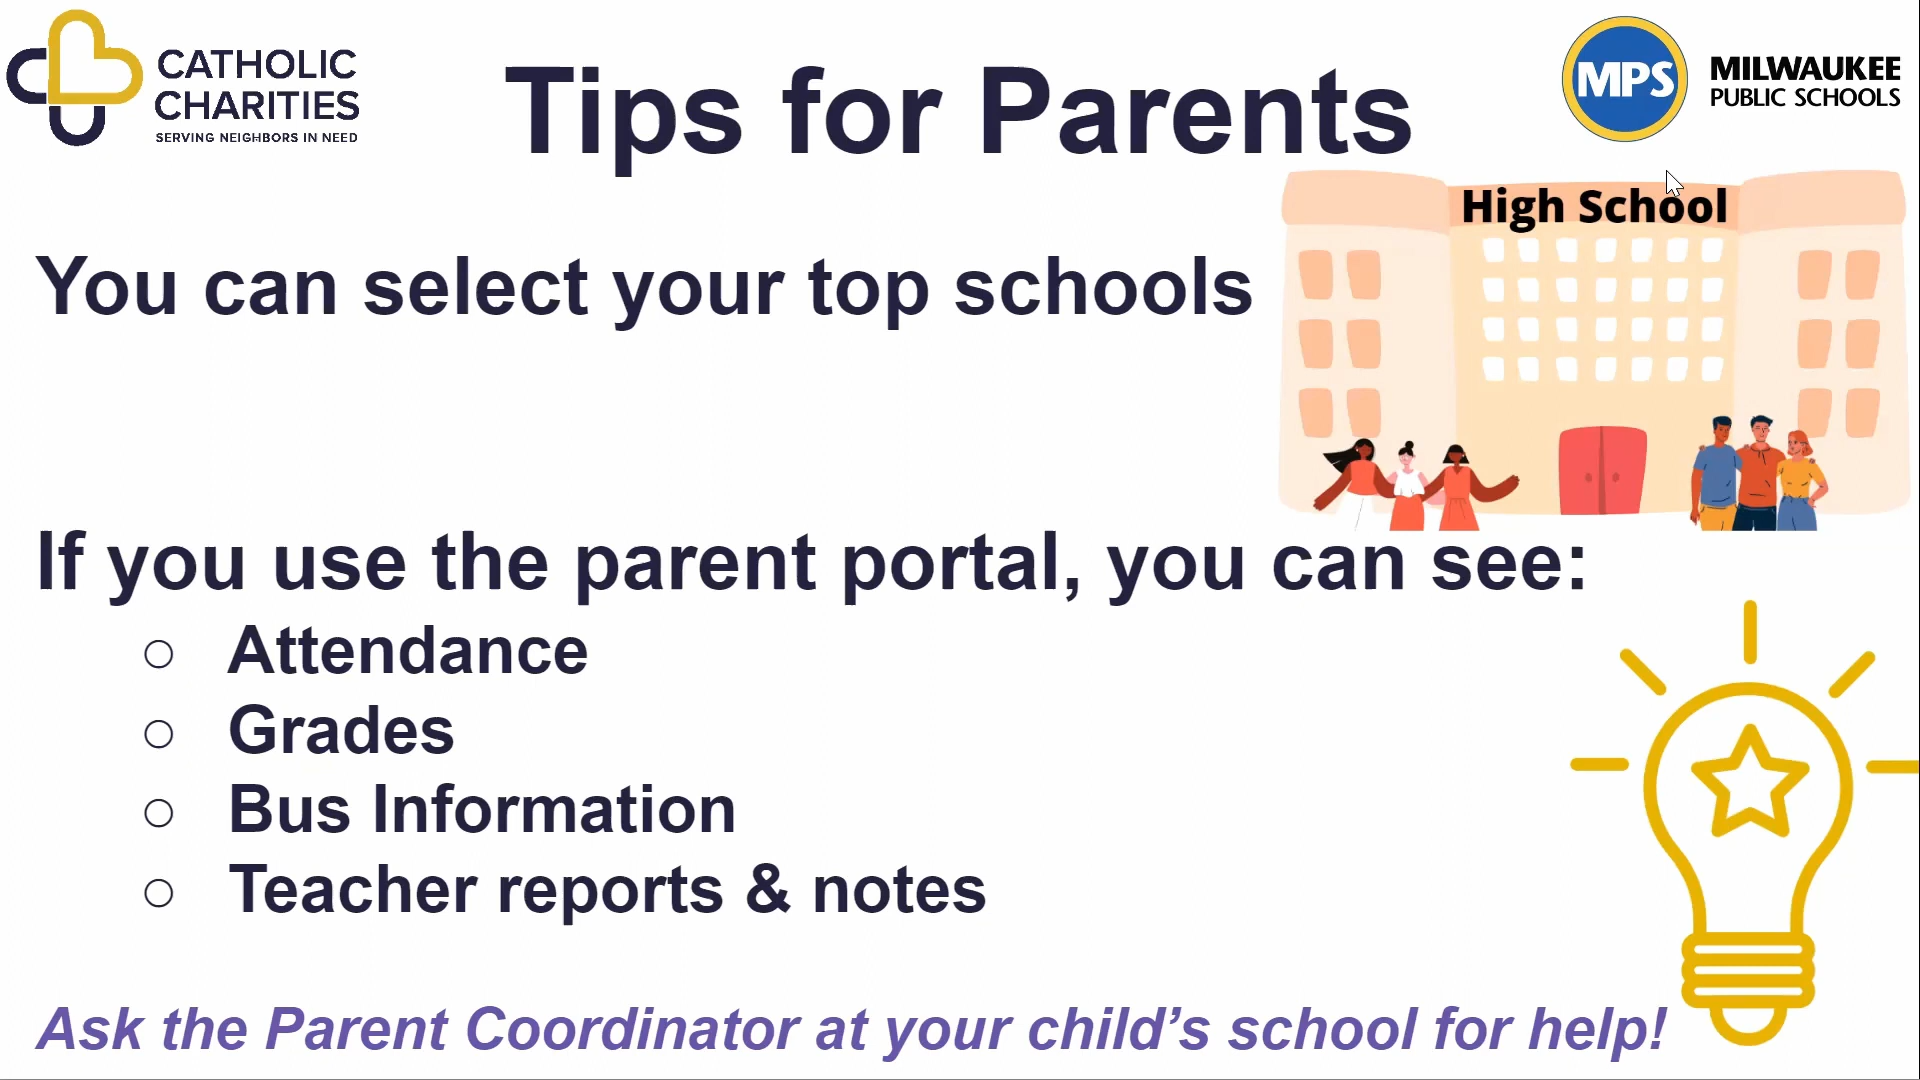 CATHOLIC
CHARITIES
SERVING NEIGHBORS IN NEED
Tips for Parents
MPS
MILWAUKEE
PUBLIC SCHOOLS
High School
You can select your top schools
If you use the parent portal, you can see:
○ Attendance
○ Grades
○ Bus Information
○ Teacher reports & notes
Ask the Parent Coordinator at your child’s school for help!